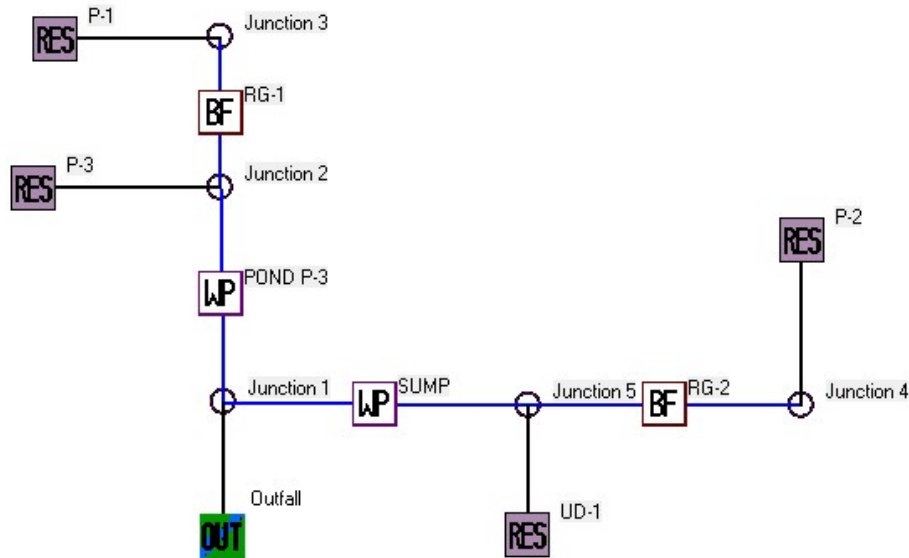 P-1
Junction 3
RES
RG-1
BF
P-3
Junction 2
RES
P-2
RES
POND P-3
WP
Junction 1
SUMP
WP
Junction 5
RG-2
BF
Junction 4
Outfall
OUT
UD-1
RES